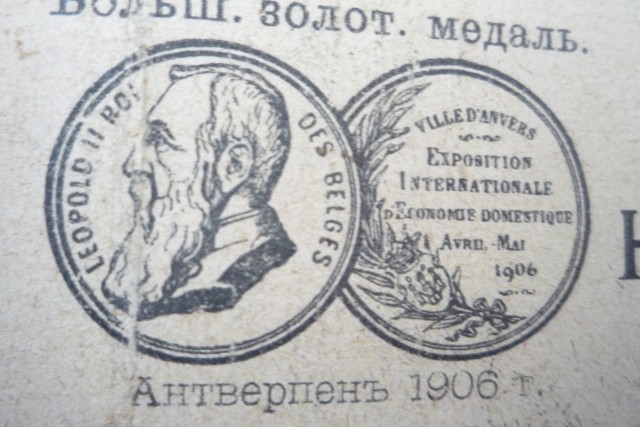 Больш. золот. медаль.
LEOPOLD II ROI DES BELGES
VILLE D'ANVERS
EXPOSITION
INTERNATIONALE
D'ECONOMIE DOMESTIQUE
AVRIL-MAI
1906
Антверпенъ 1906 г.